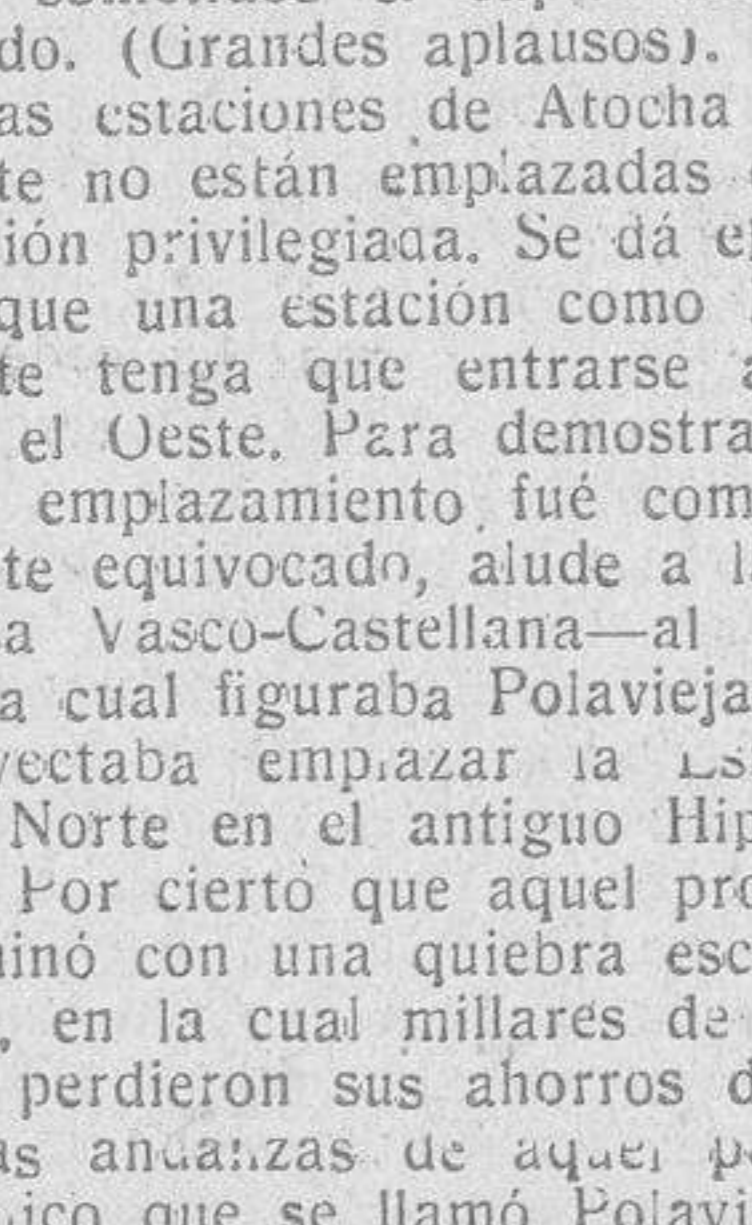 do. (Grandes aplausos).
as estaciones de Atocha
te no están emplazadas
ión privilegiada. Se dá e
que una estación como
te tenga que entrarse a
el Oeste. Para demostra
emplazamiento fué com
te equivocado, alude a l
a Vasco-Castellana—al
a cual figuraba Polavieja
yectaba emplazar la Es
Norte en el antiguo Hip
Por cierto que aquel pro
inó con una quiebra esc
, en la cual millares de
perdieron sus ahorros d
as andanzas de aquel p
ico que se llamó Polavi